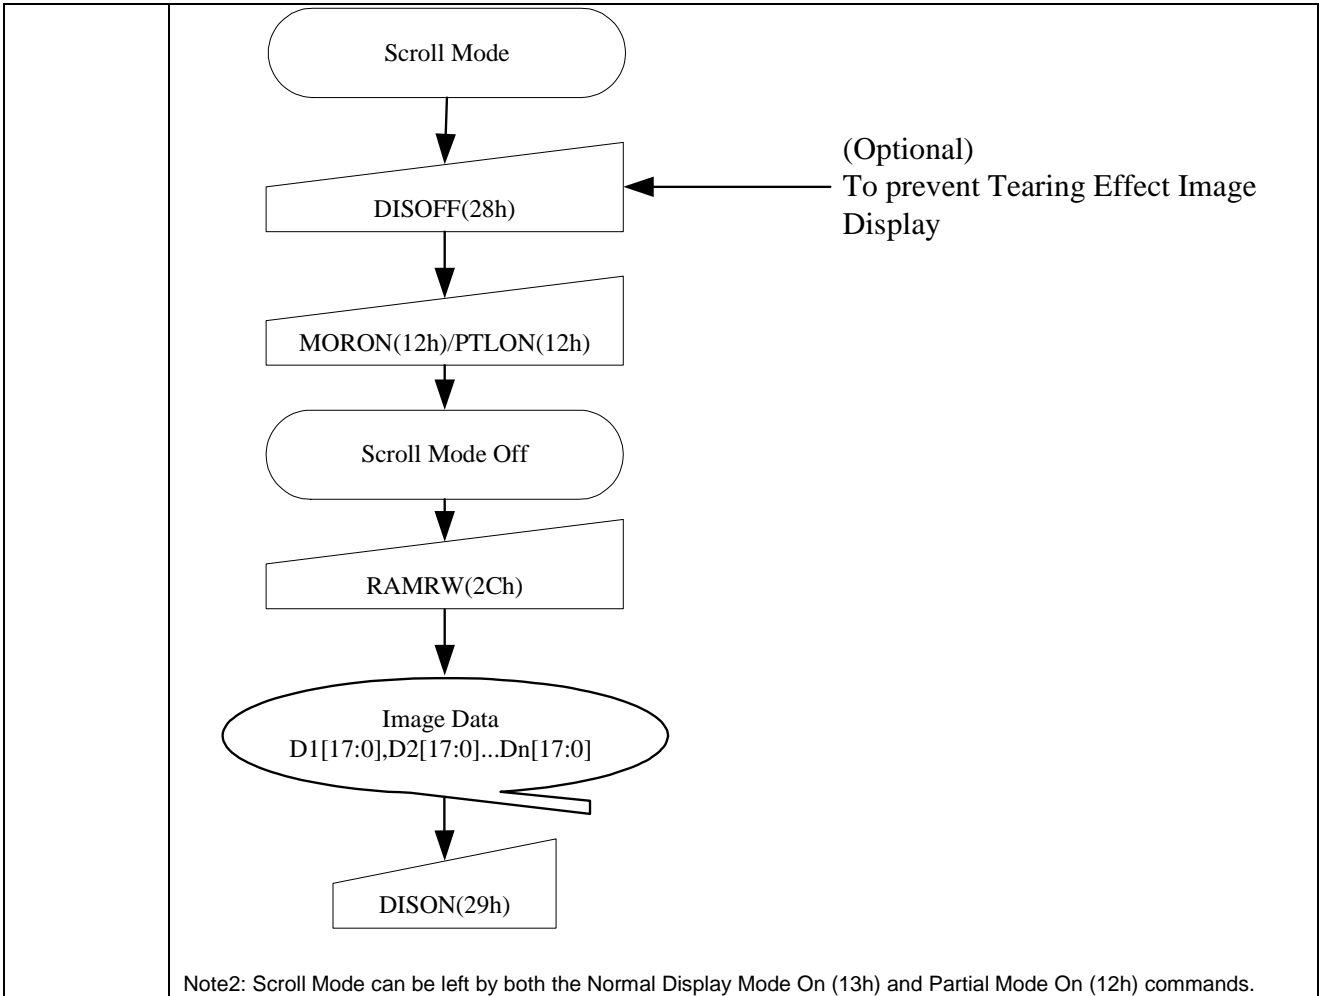 Scroll Mode
(Optional)
To prevent Tearing Effect Image
Display
DISOFF(28h)
MORON(12h)/PTLON(12h)
Scroll Mode Off
RAMRW(2Ch)
Image Data
D1[17:0],D2[17:0]...Dn[17:0]
DISON(29h)
Note2: Scroll Mode can be left by both the Normal Display Mode On (13h) and Partial Mode On (12h) commands.